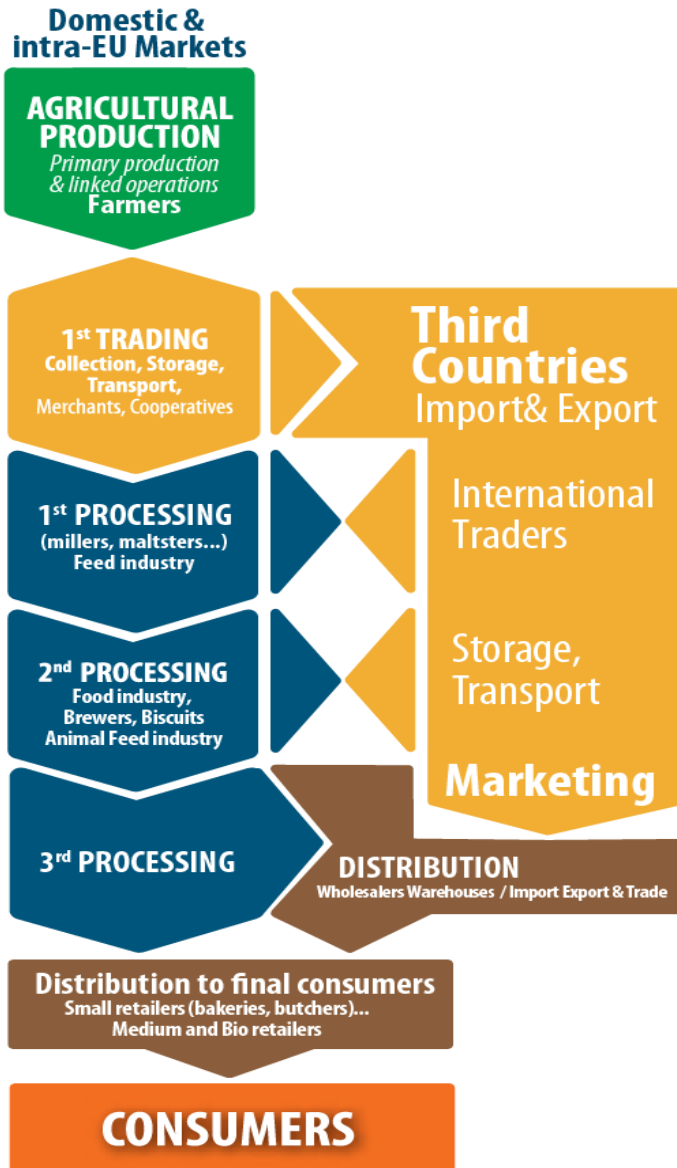 Domestic &
intra-EU Markets
AGRICULTURAL
PRODUCTION
Primary production
& linked operations
Farmers
1st TRADING
Collection, Storage,
Transport,
Merchants, Cooperatives
Third
Countries
Import& Export
1st PROCESSING
(millers, maltsters...)
Feed industry
International
Traders
2nd PROCESSING
Food industry,
Brewers, Biscuits
Animal Feed industry
Storage,
Transport
Marketing
3rd PROCESSING
DISTRIBUTION
Wholesalers Warehouses / Import Export & Trade
Distribution to final consumers
Small retailers (bakeries, butchers)...
Medium and Bio retailers
CONSUMERS